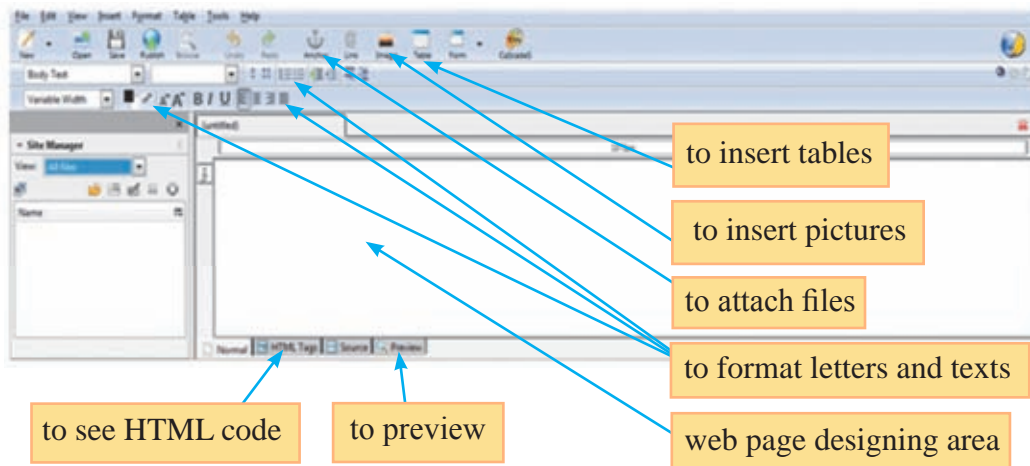 File Edit View Insert Format Table Tools Help
New Open Save Publish Browse Undo Redo Anchor Link Image Table Form CaScadeS
Body Text
Variable Width B I U
(untitled)
Site Manager
View: All files
Name
Normal HTML Tags Source Preview
to insert tables
to insert pictures
to attach files
to format letters and texts
web page designing area
to see HTML code
to preview